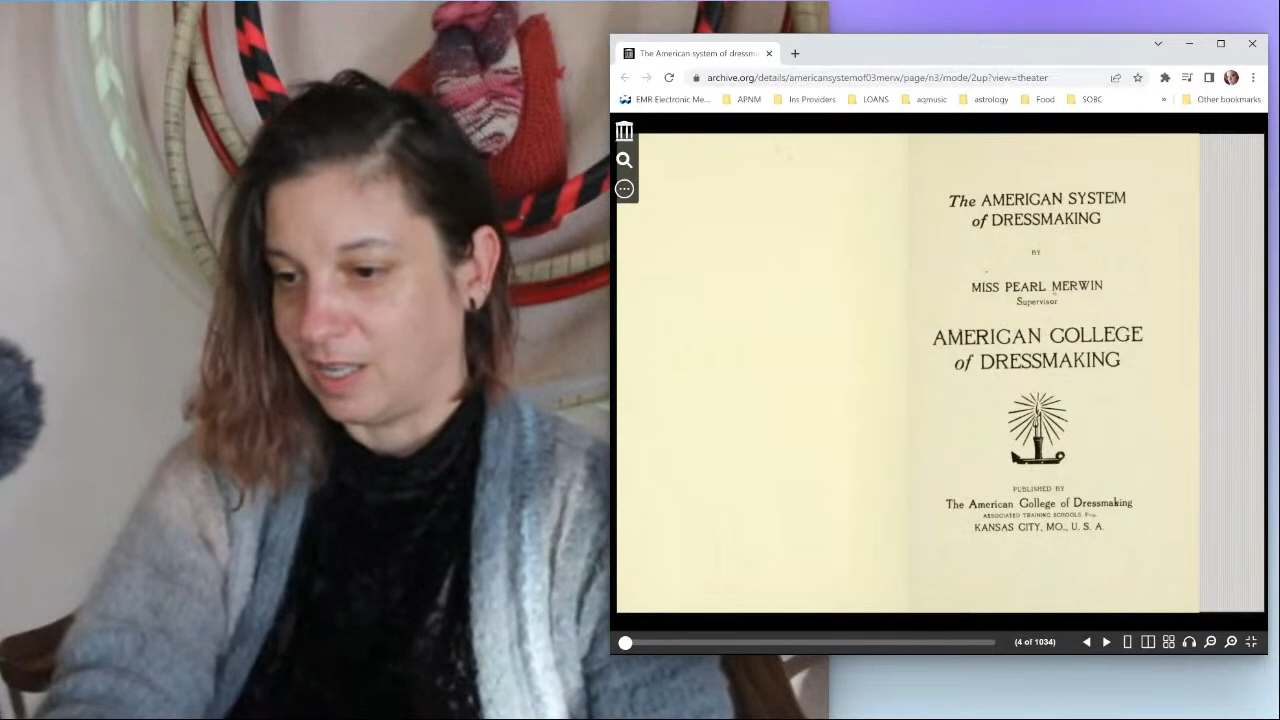 The American system of dressma
archive.org/details/americansystemof03merw/page/n3/mode/2up?view=theater
EMR Electronic Me...
APNM
Ins Providers
LOANS
aqmusic
astrology
Food
SOBC
»
Other bookmarks
The AMERICAN SYSTEM
of DRESSMAKING
BY
MISS PEARL MERWIN
Supervisor
AMERICAN COLLEGE
of DRESSMAKING
PUBLISHED BY
The American College of Dressmaking
ASSOCIATED TRAINING SCHOOLS, Prop.
KANSAS CITY, MO., U. S. A.
(4 of 1034)